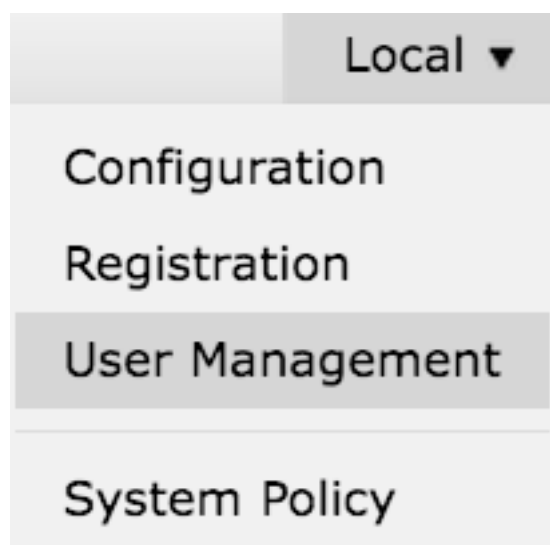 Local ▼
Configuration
Registration
User Management
System Policy